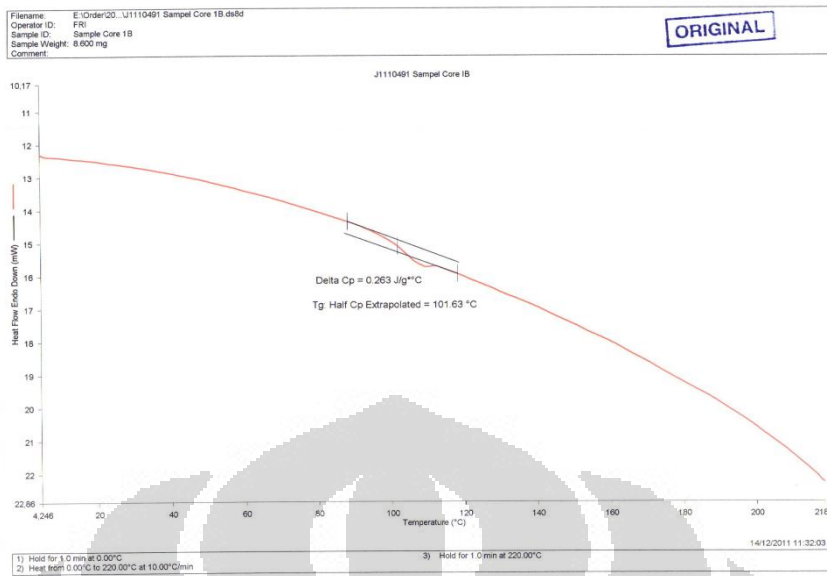 Filename: E:\Order\20...\J1110491 Sampel Core 1B.ds8d
Operator ID: FRI
Sample ID: Sample Core 1B
Sample Weight: 8.600 mg
Comment:
ORIGINAL
J1110491 Sampel Core IB
10,17
11
12
13
14
15
16
17
18
19
20
21
22
22.86
Heat Flow Endo Down (mW)
Delta Cp = 0.263 J/g*°C
Tg: Half Cp Extrapolated = 101.63 °C
4,246
20
40
60
80
100
120
140
160
180
200
218
Temperature (°C)
14/12/2011 11:32:03
1) Hold for 1.0 min at 0.00°C
2) Heat from 0.00°C to 220.00°C at 10.00°C/min
3) Hold for 1.0 min at 220.00°C